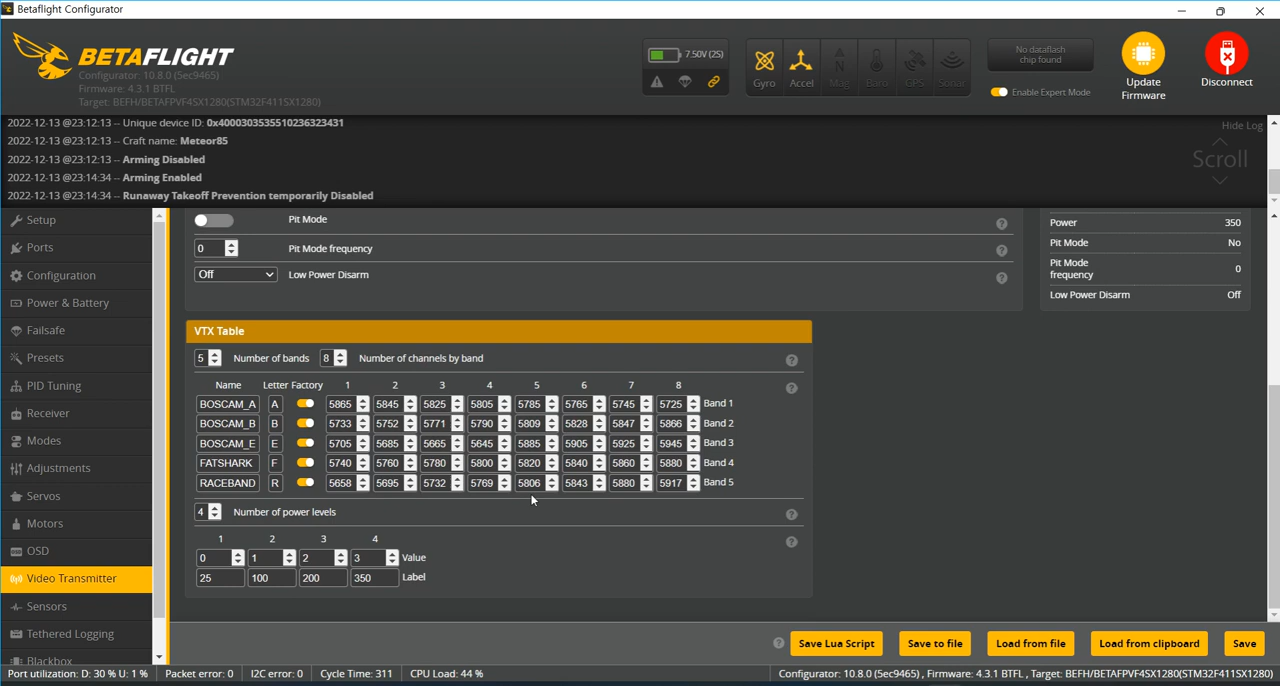 Betaflight Configurator
BETAFLIGHT
Configurator: 10.8.0 (5ec9465)
Firmware: 4.3.1 BTFL
Target: BEFH/BETAFPVF4SX1280(STM32F411SX1280)
7.50V (2S)
Gyro Accel Mag Baro GPS Sonar
No dataflash
chip found
Enable Expert Mode
Update
Firmware
Disconnect
2022-12-13 @23:12:13 -- Unique device ID: 0x4000303535510236323431
2022-12-13 @23:12:13 -- Craft name: Meteor85
2022-12-13 @23:12:13 -- Arming Disabled
2022-12-13 @23:14:34 -- Arming Enabled
2022-12-13 @23:14:34 -- Runaway Takeoff Prevention temporarily Disabled
Hide Log
Scroll
Setup
Ports
Configuration
Power & Battery
Failsafe
Presets
PID Tuning
Receiver
Modes
Adjustments
Servos
Motors
OSD
Video Transmitter
Sensors
Tethered Logging
Blackbox
Pit Mode
0 Pit Mode frequency
Off Low Power Disarm
Power 350
Pit Mode No
Pit Mode
frequency 0
Low Power Disarm Off
VTX Table
5 Number of bands 8 Number of channels by band
Name Letter Factory 1 2 3 4 5 6 7 8
BOSCAM_A A 5865 5845 5825 5805 5785 5765 5745 5725 Band 1
BOSCAM_B B 5733 5752 5771 5790 5809 5828 5847 5866 Band 2
BOSCAM_E E 5705 5685 5665 5645 5885 5905 5925 5945 Band 3
FATSHARK F 5740 5760 5780 5800 5820 5840 5860 5880 Band 4
RACEBAND R 5658 5695 5732 5769 5806 5843 5880 5917 Band 5
4 Number of power levels
1 2 3 4
0 1 2 3 Value
25 100 200 350 Label
Save Lua Script Save to file Load from file Load from clipboard Save
Port utilization: D: 30 % U: 1 % Packet error: 0 I2C error: 0 Cycle Time: 311 CPU Load: 44 % Configurator: 10.8.0 (5ec9465) , Firmware: 4.3.1 BTFL , Target: BEFH/BETAFPVF4SX1280(STM32F411SX1280)